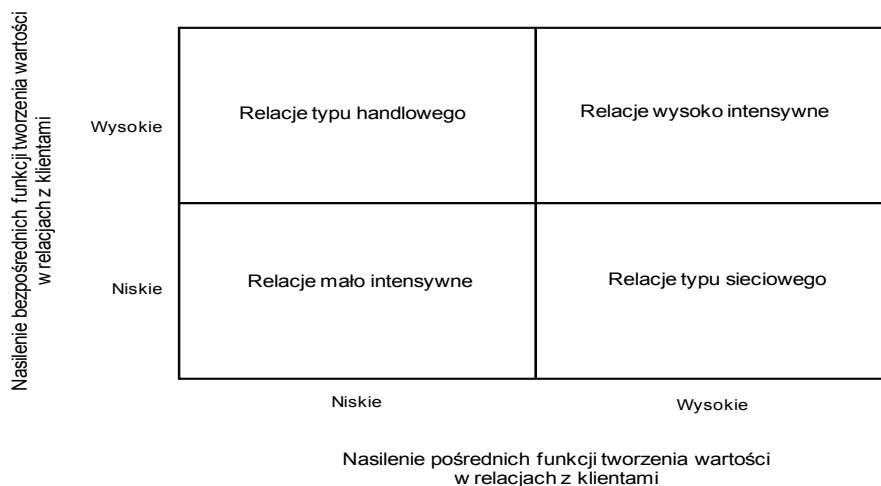 Nasilenie bezpośrednich funkcji tworzenia wartości
w relacjach z klientami
Wysokie
Relacje typu handlowego
Relacje wysoko intensywne
Niskie
Relacje mało intensywne
Relacje typu sieciowego
Niskie
Wysokie
Nasilenie pośrednich funkcji tworzenia wartości
w relacjach z klientami